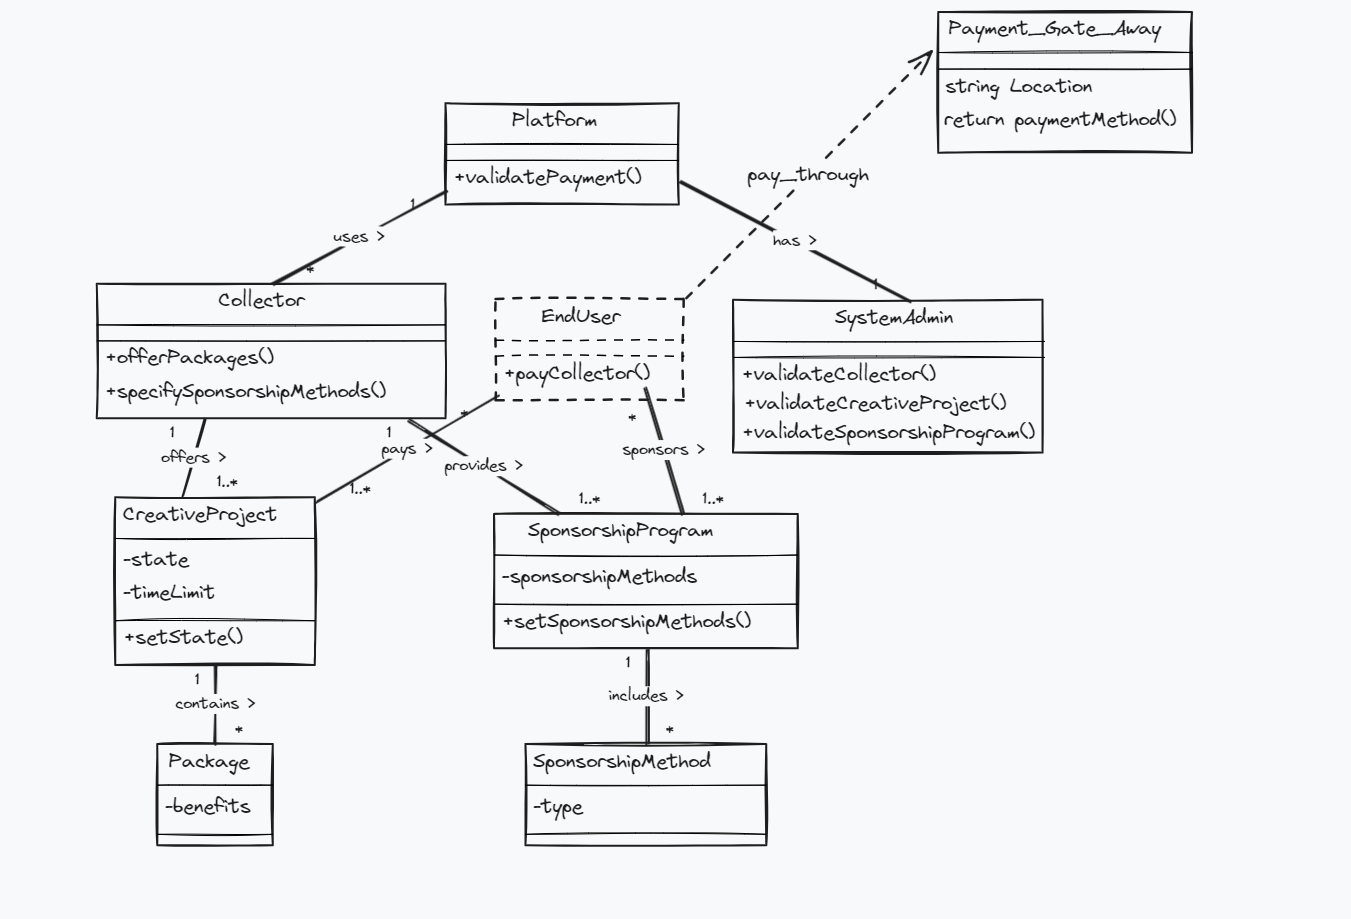 Payment_Gate_Away
string Location
return paymentMethod()
Platform
+validatePayment()
pay_through
1
uses >
*
has >
1
Collector
+offerPackages()
+specifySponsorshipMethods()
EndUser
+payCollector()
SystemAdmin
+validateCollector()
+validateCreativeProject()
+validateSponsorshipProgram()
1
offers >
1..*
*
pays >
1..*
1
provides >
1..*
*
sponsors >
1..*
CreativeProject
-state
-timeLimit
+setState()
SponsorshipProgram
-sponsorshipMethods
+setSponsorshipMethods()
1
contains >
*
1
includes >
*
Package
-benefits
SponsorshipMethod
-type